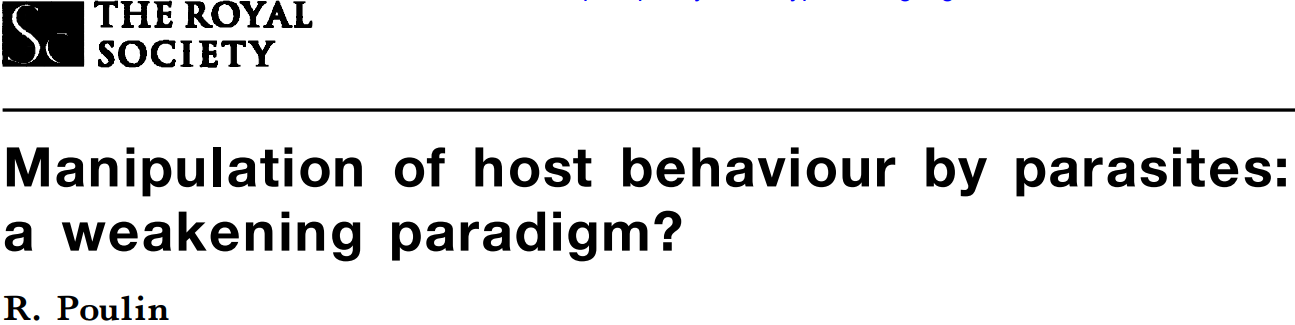 THE ROYAL
SOCIETY
Manipulation of host behaviour by parasites:
a weakening paradigm?
R. Poulin